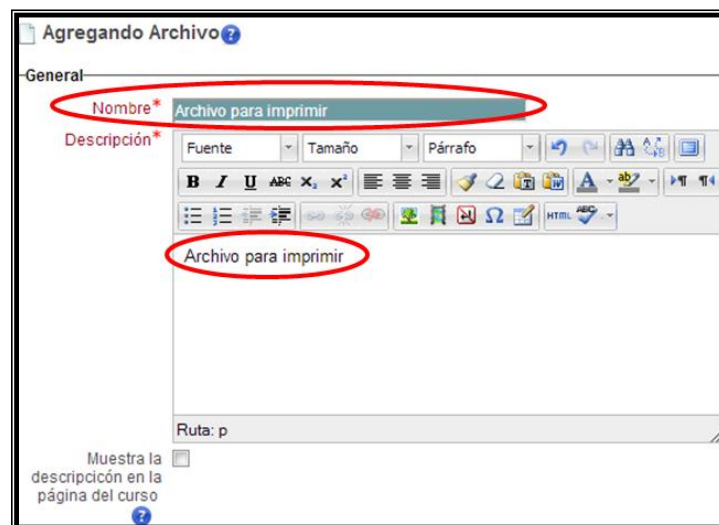 Agregando Archivo
General
Nombre* Archivo para imprimir
Descripción* Fuente Tamaño Párrafo
B I U ABC X₂ X²
HTML ABC
Archivo para imprimir
Ruta: p
Muestra la
descripcicón en la
página del curso